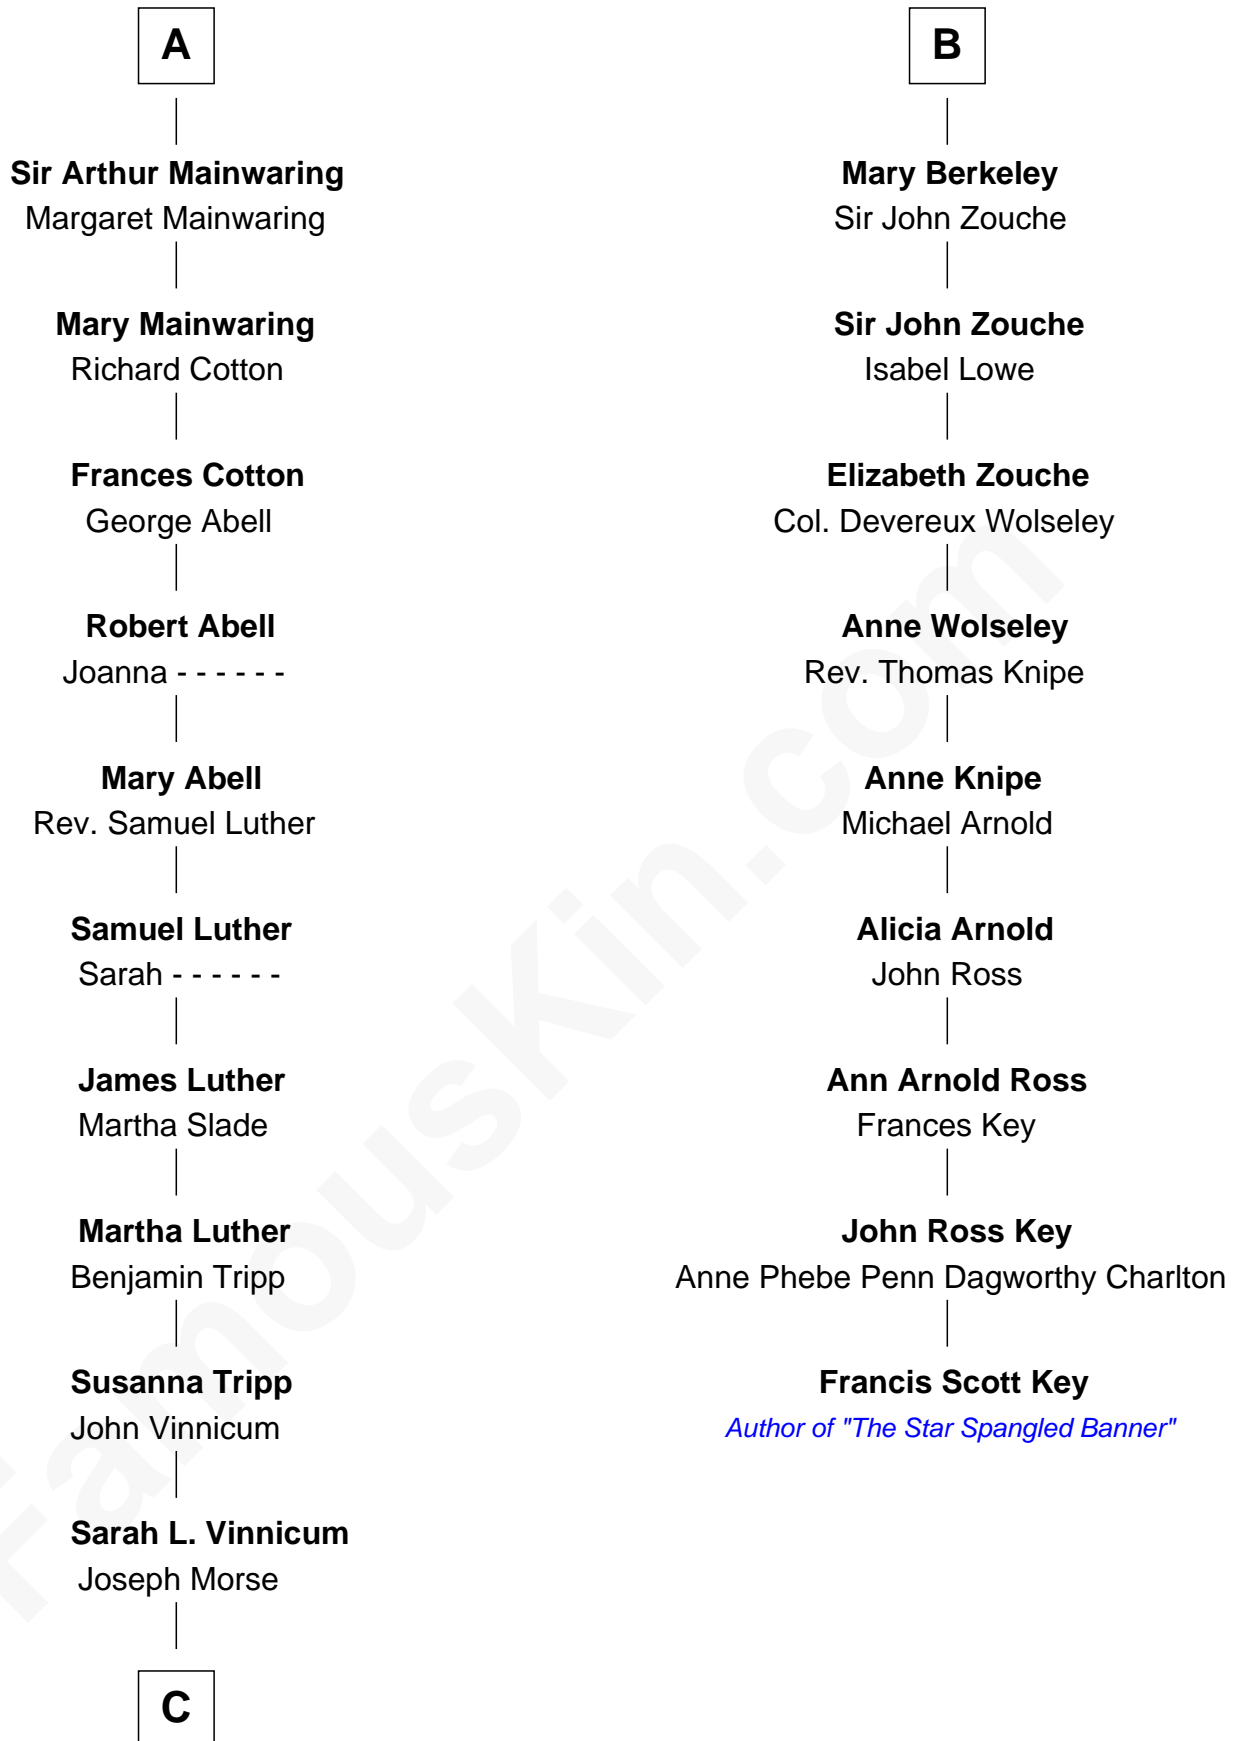 A
Sir Arthur Mainwaring
Margaret Mainwaring
Mary Mainwaring
Richard Cotton
Frances Cotton
George Abell
Robert Abell
Joanna - - - - - -
Mary Abell
Rev. Samuel Luther
Samuel Luther
Sarah - - - - - -
James Luther
Martha Slade
Martha Luther
Benjamin Tripp
Susanna Tripp
John Vinnicum
Sarah L. Vinnicum
Joseph Morse
C
B
Mary Berkeley
Sir John Zouche
Sir John Zouche
Isabel Lowe
Elizabeth Zouche
Col. Devereux Wolseley
Anne Wolseley
Rev. Thomas Knipe
Anne Knipe
Michael Arnold
Alicia Arnold
John Ross
Ann Arnold Ross
Frances Key
John Ross Key
Anne Phebe Penn Dagworthy Charlton
Francis Scott Key
Author of "The Star Spangled Banner"
FamousKin.com